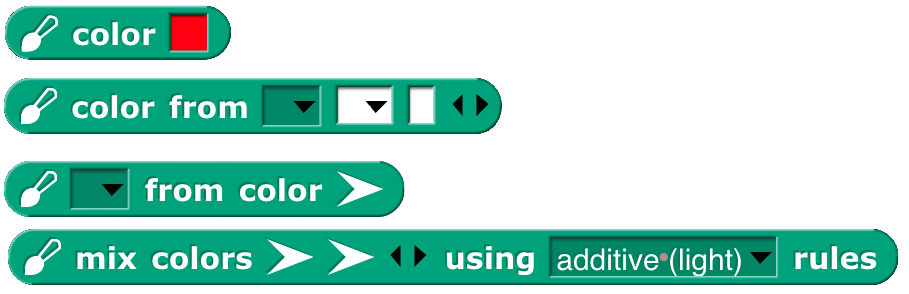 color
color from
from color
mix colors using additive (light) rules